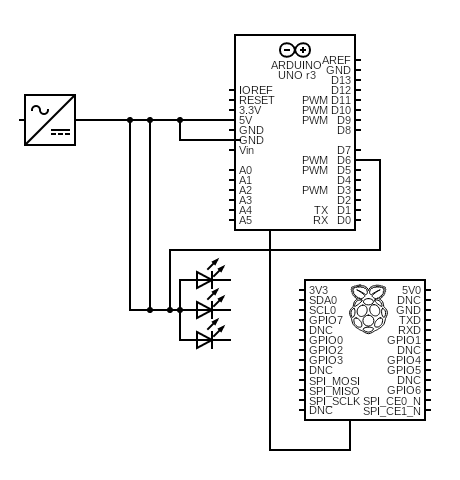 ARDUINO
UNO r3
AREF
GND
D13
IOREF D12
RESET PWM D11
3.3V PWM D10
5V PWM D9
GND D8
GND
Vin D7
PWM D6
A0 PWM D5
A1 D4
A2 PWM D3
A3 D2
A4 TX D1
A5 RX D0
3V3 5V0
SDA0 DNC
SCL0 GND
GPIO7 TXD
DNC RXD
GPIO0 GPIO1
GPIO2 DNC
GPIO3 GPIO4
DNC GPIO5
SPI_MOSI DNC
SPI_MISO GPIO6
SPI_SCLK SPI_CE0_N
DNC SPI_CE1_N